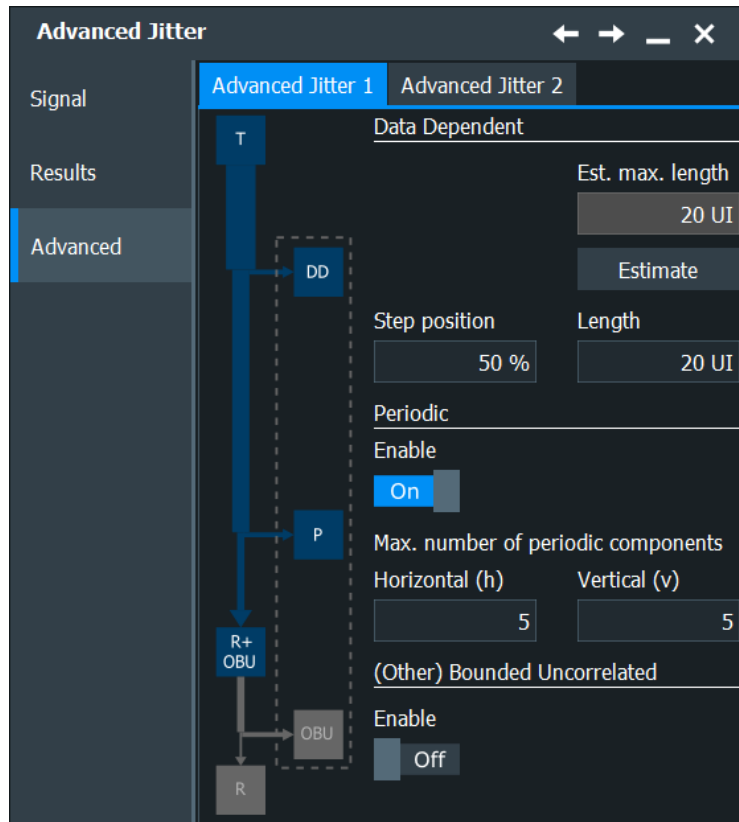 Advanced Jitter
Signal
Results
Advanced
Advanced Jitter 1
Advanced Jitter 2
T
DD
P
R+
OBU
OBU
R
Data Dependent
Est. max. length
20 UI
Estimate
Step position
Length
50 %
20 UI
Periodic
Enable
On
Max. number of periodic components
Horizontal (h)
Vertical (v)
5
5
(Other) Bounded Uncorrelated
Enable
Off